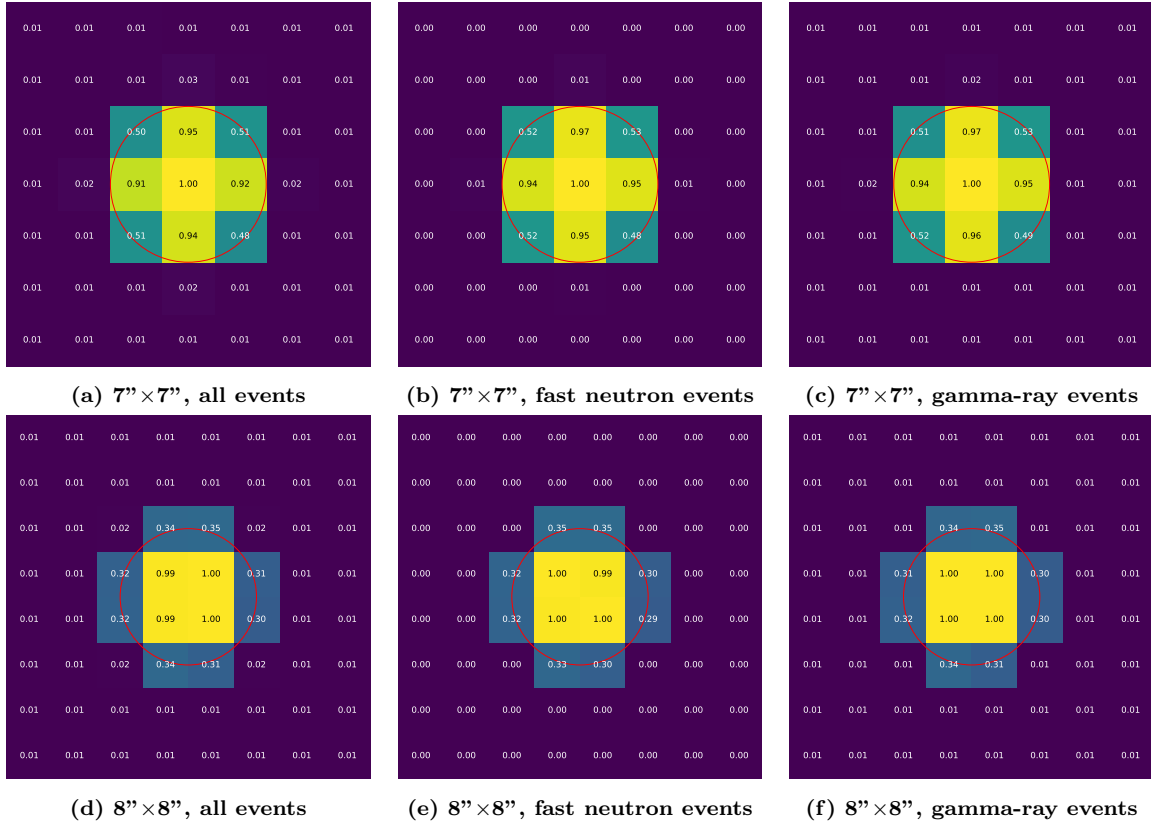 0.01 0.01 0.01 0.01 0.01 0.01 0.01 0.00 0.00 0.00 0.00 0.00 0.00 0.00 0.01 0.01 0.01 0.01 0.01 0.01 0.01
0.01 0.01 0.01 0.03 0.01 0.01 0.01 0.00 0.00 0.00 0.01 0.00 0.00 0.00 0.01 0.01 0.01 0.02 0.01 0.01 0.01
0.01 0.01 0.50 0.95 0.51 0.01 0.01 0.00 0.00 0.52 0.97 0.53 0.00 0.00 0.01 0.01 0.51 0.97 0.53 0.01 0.01
0.01 0.02 0.91 1.00 0.92 0.02 0.01 0.00 0.01 0.94 1.00 0.95 0.01 0.00 0.01 0.02 0.94 1.00 0.95 0.01 0.01
0.01 0.01 0.51 0.94 0.48 0.01 0.01 0.00 0.00 0.52 0.95 0.48 0.00 0.00 0.01 0.01 0.52 0.96 0.49 0.01 0.01
0.01 0.01 0.01 0.02 0.01 0.01 0.01 0.00 0.00 0.00 0.01 0.00 0.00 0.00 0.01 0.01 0.01 0.01 0.01 0.01 0.01
0.01 0.01 0.01 0.01 0.01 0.01 0.01 0.00 0.00 0.00 0.00 0.00 0.00 0.00 0.01 0.01 0.01 0.01 0.01 0.01 0.01
(a) 7”×7”, all events (b) 7”×7”, fast neutron events (c) 7”×7”, gamma-ray events
0.01 0.01 0.01 0.01 0.01 0.01 0.01 0.01 0.00 0.00 0.00 0.00 0.00 0.00 0.00 0.00 0.01 0.01 0.01 0.01 0.01 0.01 0.01 0.01
0.01 0.01 0.01 0.01 0.01 0.01 0.01 0.01 0.00 0.00 0.00 0.00 0.00 0.00 0.00 0.00 0.01 0.01 0.01 0.01 0.01 0.01 0.01 0.01
0.01 0.01 0.02 0.34 0.35 0.02 0.01 0.01 0.00 0.00 0.00 0.35 0.35 0.00 0.00 0.00 0.01 0.01 0.01 0.34 0.35 0.01 0.01 0.01
0.01 0.01 0.32 0.99 1.00 0.31 0.01 0.01 0.00 0.00 0.32 1.00 0.99 0.30 0.00 0.00 0.01 0.01 0.31 1.00 1.00 0.30 0.01 0.01
0.01 0.01 0.32 0.99 1.00 0.30 0.01 0.01 0.00 0.00 0.32 1.00 1.00 0.29 0.00 0.00 0.01 0.01 0.32 1.00 1.00 0.30 0.01 0.01
0.01 0.01 0.02 0.34 0.31 0.02 0.01 0.01 0.00 0.00 0.00 0.33 0.30 0.00 0.00 0.00 0.01 0.01 0.01 0.34 0.31 0.01 0.01 0.01
0.01 0.01 0.01 0.01 0.01 0.01 0.01 0.01 0.00 0.00 0.00 0.00 0.00 0.00 0.00 0.00 0.01 0.01 0.01 0.01 0.01 0.01 0.01 0.01
0.01 0.01 0.01 0.01 0.01 0.01 0.01 0.01 0.00 0.00 0.00 0.00 0.00 0.00 0.00 0.00 0.01 0.01 0.01 0.01 0.01 0.01 0.01 0.01
(d) 8”×8”, all events (e) 8”×8”, fast neutron events (f) 8”×8”, gamma-ray events